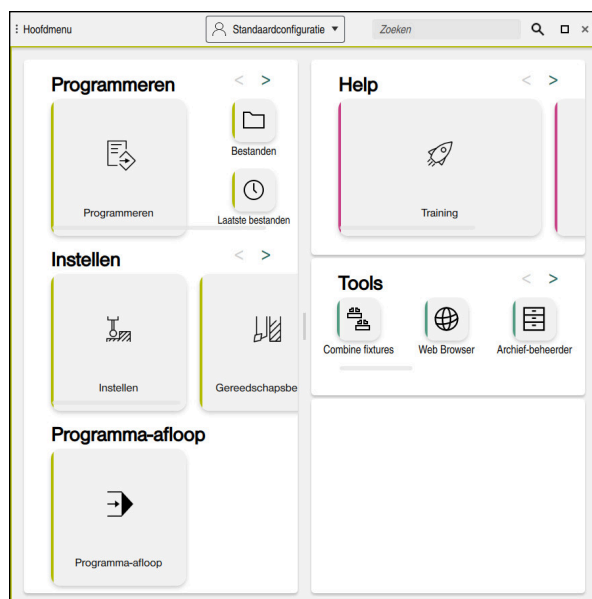 Hoofdmenu
Standaardconfiguratie
Zoeken
Programmeren
Programmeren
Bestanden
Laatste bestanden
Instellen
Instellen
Gereedschapsbe
Programma-afloop
Programma-afloop
Help
Training
Tools
Combine fixtures
Web Browser
Archief-beheerder